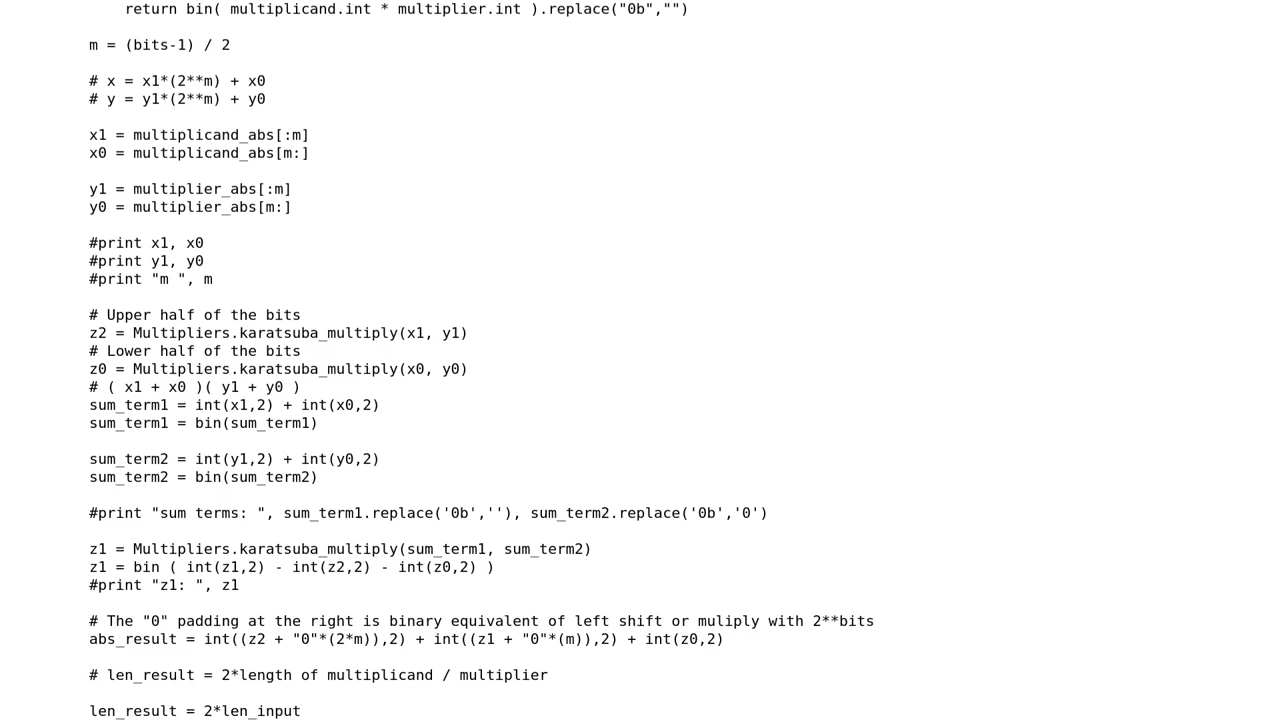 return bin( multiplicand.int * multiplier.int ).replace("0b","")
m = (bits-1) / 2
# x = x1*(2**m) + x0
# y = y1*(2**m) + y0
x1 = multiplicand_abs[:m]
x0 = multiplicand_abs[m:]
y1 = multiplier_abs[:m]
y0 = multiplier_abs[m:]
#print x1, x0
#print y1, y0
#print "m ", m
# Upper half of the bits
z2 = Multipliers.karatsuba_multiply(x1, y1)
# Lower half of the bits
z0 = Multipliers.karatsuba_multiply(x0, y0)
# ( x1 + x0 )( y1 + y0 )
sum_term1 = int(x1,2) + int(x0,2)
sum_term1 = bin(sum_term1)
sum_term2 = int(y1,2) + int(y0,2)
sum_term2 = bin(sum_term2)
#print "sum terms: ", sum_term1.replace('0b',''), sum_term2.replace('0b','0')
z1 = Multipliers.karatsuba_multiply(sum_term1, sum_term2)
z1 = bin ( int(z1,2) - int(z2,2) - int(z0,2) )
#print "z1: ", z1
# The "0" padding at the right is binary equivalent of left shift or muliply with 2**bits
abs_result = int((z2 + "0"*(2*m)),2) + int((z1 + "0"*(m)),2) + int(z0,2)
# len_result = 2*length of multiplicand / multiplier
len_result = 2*len_input